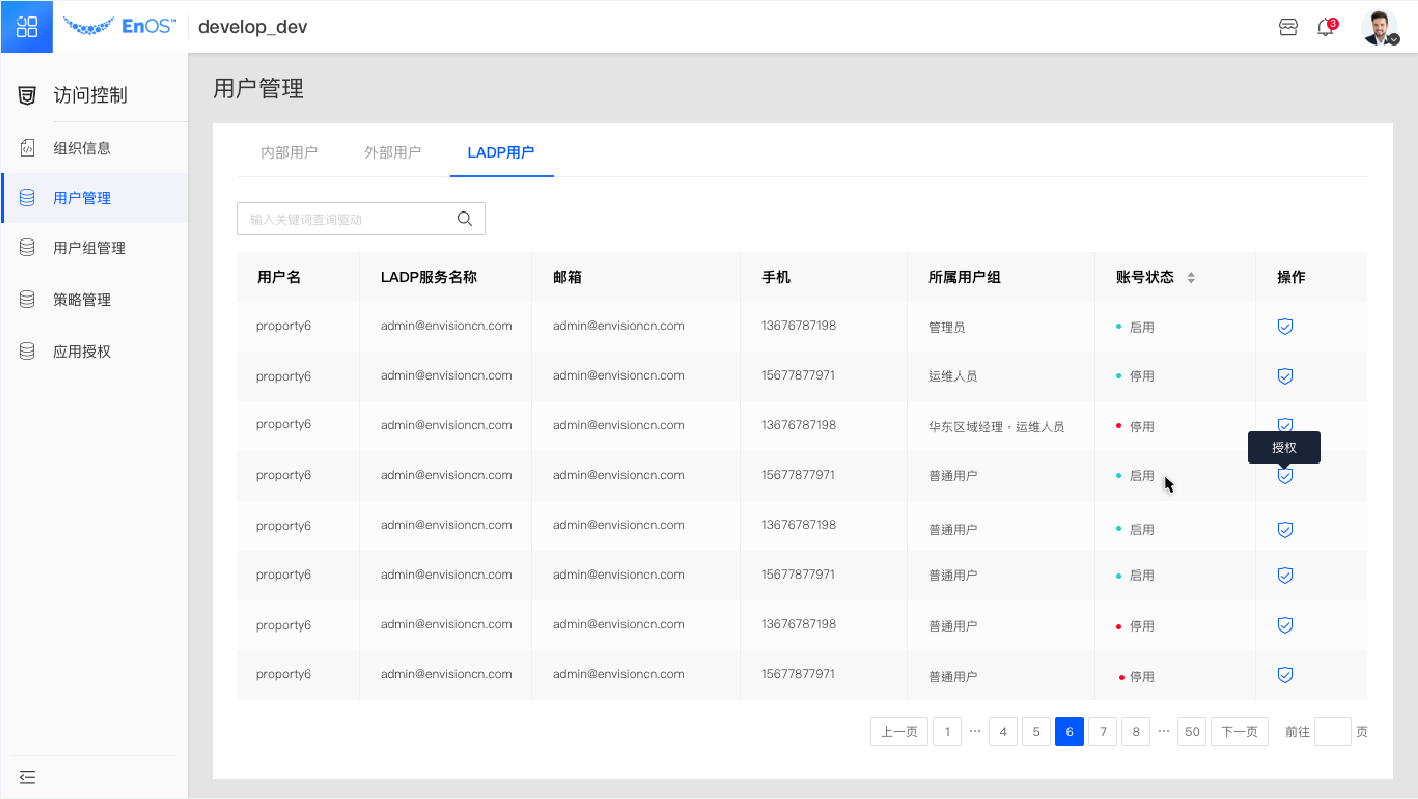 EnOS™ develop_dev 3
访问控制
组织信息
用户管理
用户组管理
策略管理
应用授权
用户管理
内部用户 外部用户 LADP用户
输入关键词查询驱动
用户名 LADP服务名称 邮箱 手机 所属用户组 账号状态 操作
proporty6 admin@envisioncn.com admin@envisioncn.com 13676787198 管理员 启用
proporty6 admin@envisioncn.com admin@envisioncn.com 15677877971 运维人员 停用
proporty6 admin@envisioncn.com admin@envisioncn.com 13676787198 华东区域经理，运维人员 停用
授权
proporty6 admin@envisioncn.com admin@envisioncn.com 15677877971 普通用户 启用
proporty6 admin@envisioncn.com admin@envisioncn.com 13676787198 普通用户 启用
proporty6 admin@envisioncn.com admin@envisioncn.com 15677877971 普通用户 启用
proporty6 admin@envisioncn.com admin@envisioncn.com 13676787198 普通用户 停用
proporty6 admin@envisioncn.com admin@envisioncn.com 15677877971 普通用户 停用
上一页 1 ··· 4 5 6 7 8 ··· 50 下一页 前往 页